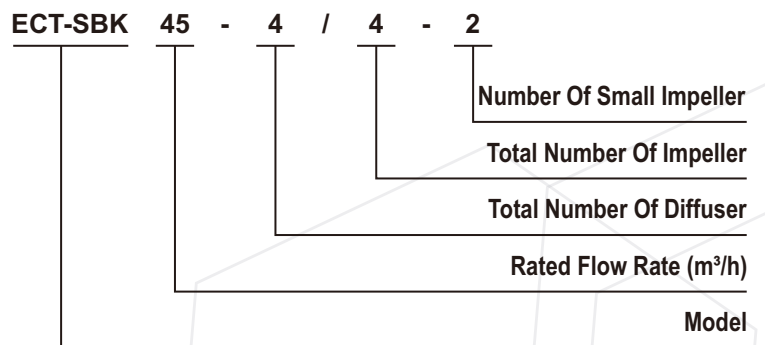 ECT-SBK 45 - 4 / 4 - 2
Number Of Small Impeller
Total Number Of Impeller
Total Number Of Diffuser
Rated Flow Rate (m³/h)
Model